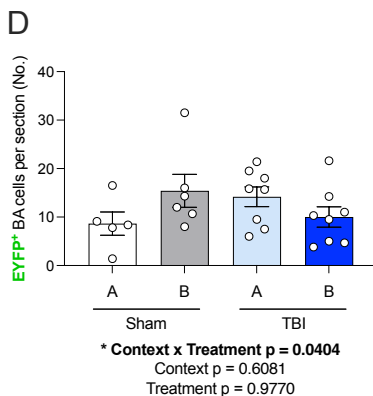 D
EYFP⁺ BA cells per section (No.)
40
30
20
10
0
A B A B
Sham TBI
* Context x Treatment p = 0.0404
Context p = 0.6081
Treatment p = 0.9770